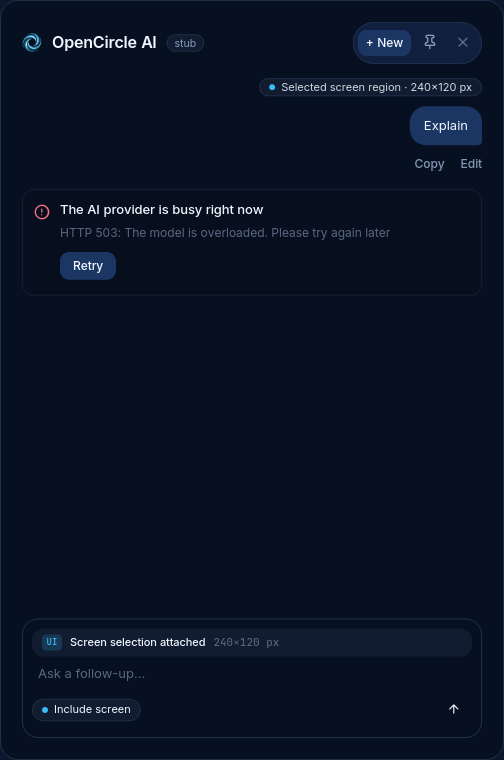 OpenCircle AI stub + New
Selected screen region · 240×120 px
Explain
Copy Edit
The AI provider is busy right now
HTTP 503: The model is overloaded. Please try again later
Retry
UI Screen selection attached 240×120 px
Ask a follow-up...
Include screen